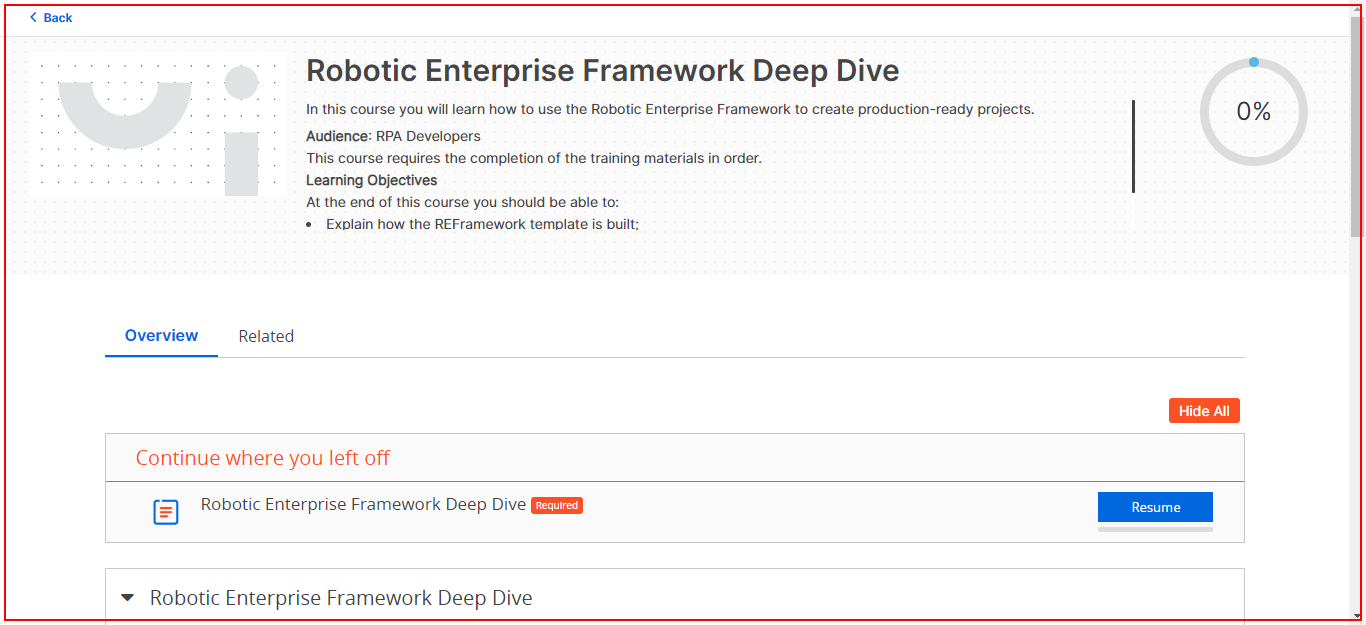 Back
Robotic Enterprise Framework Deep Dive
In this course you will learn how to use the Robotic Enterprise Framework to create production-ready projects.
Audience: RPA Developers
This course requires the completion of the training materials in order.
Learning Objectives
At the end of this course you should be able to:
• Explain how the REFramework template is built;
0%
Overview Related
Hide All
Continue where you left off
Robotic Enterprise Framework Deep Dive Required
Resume
Robotic Enterprise Framework Deep Dive